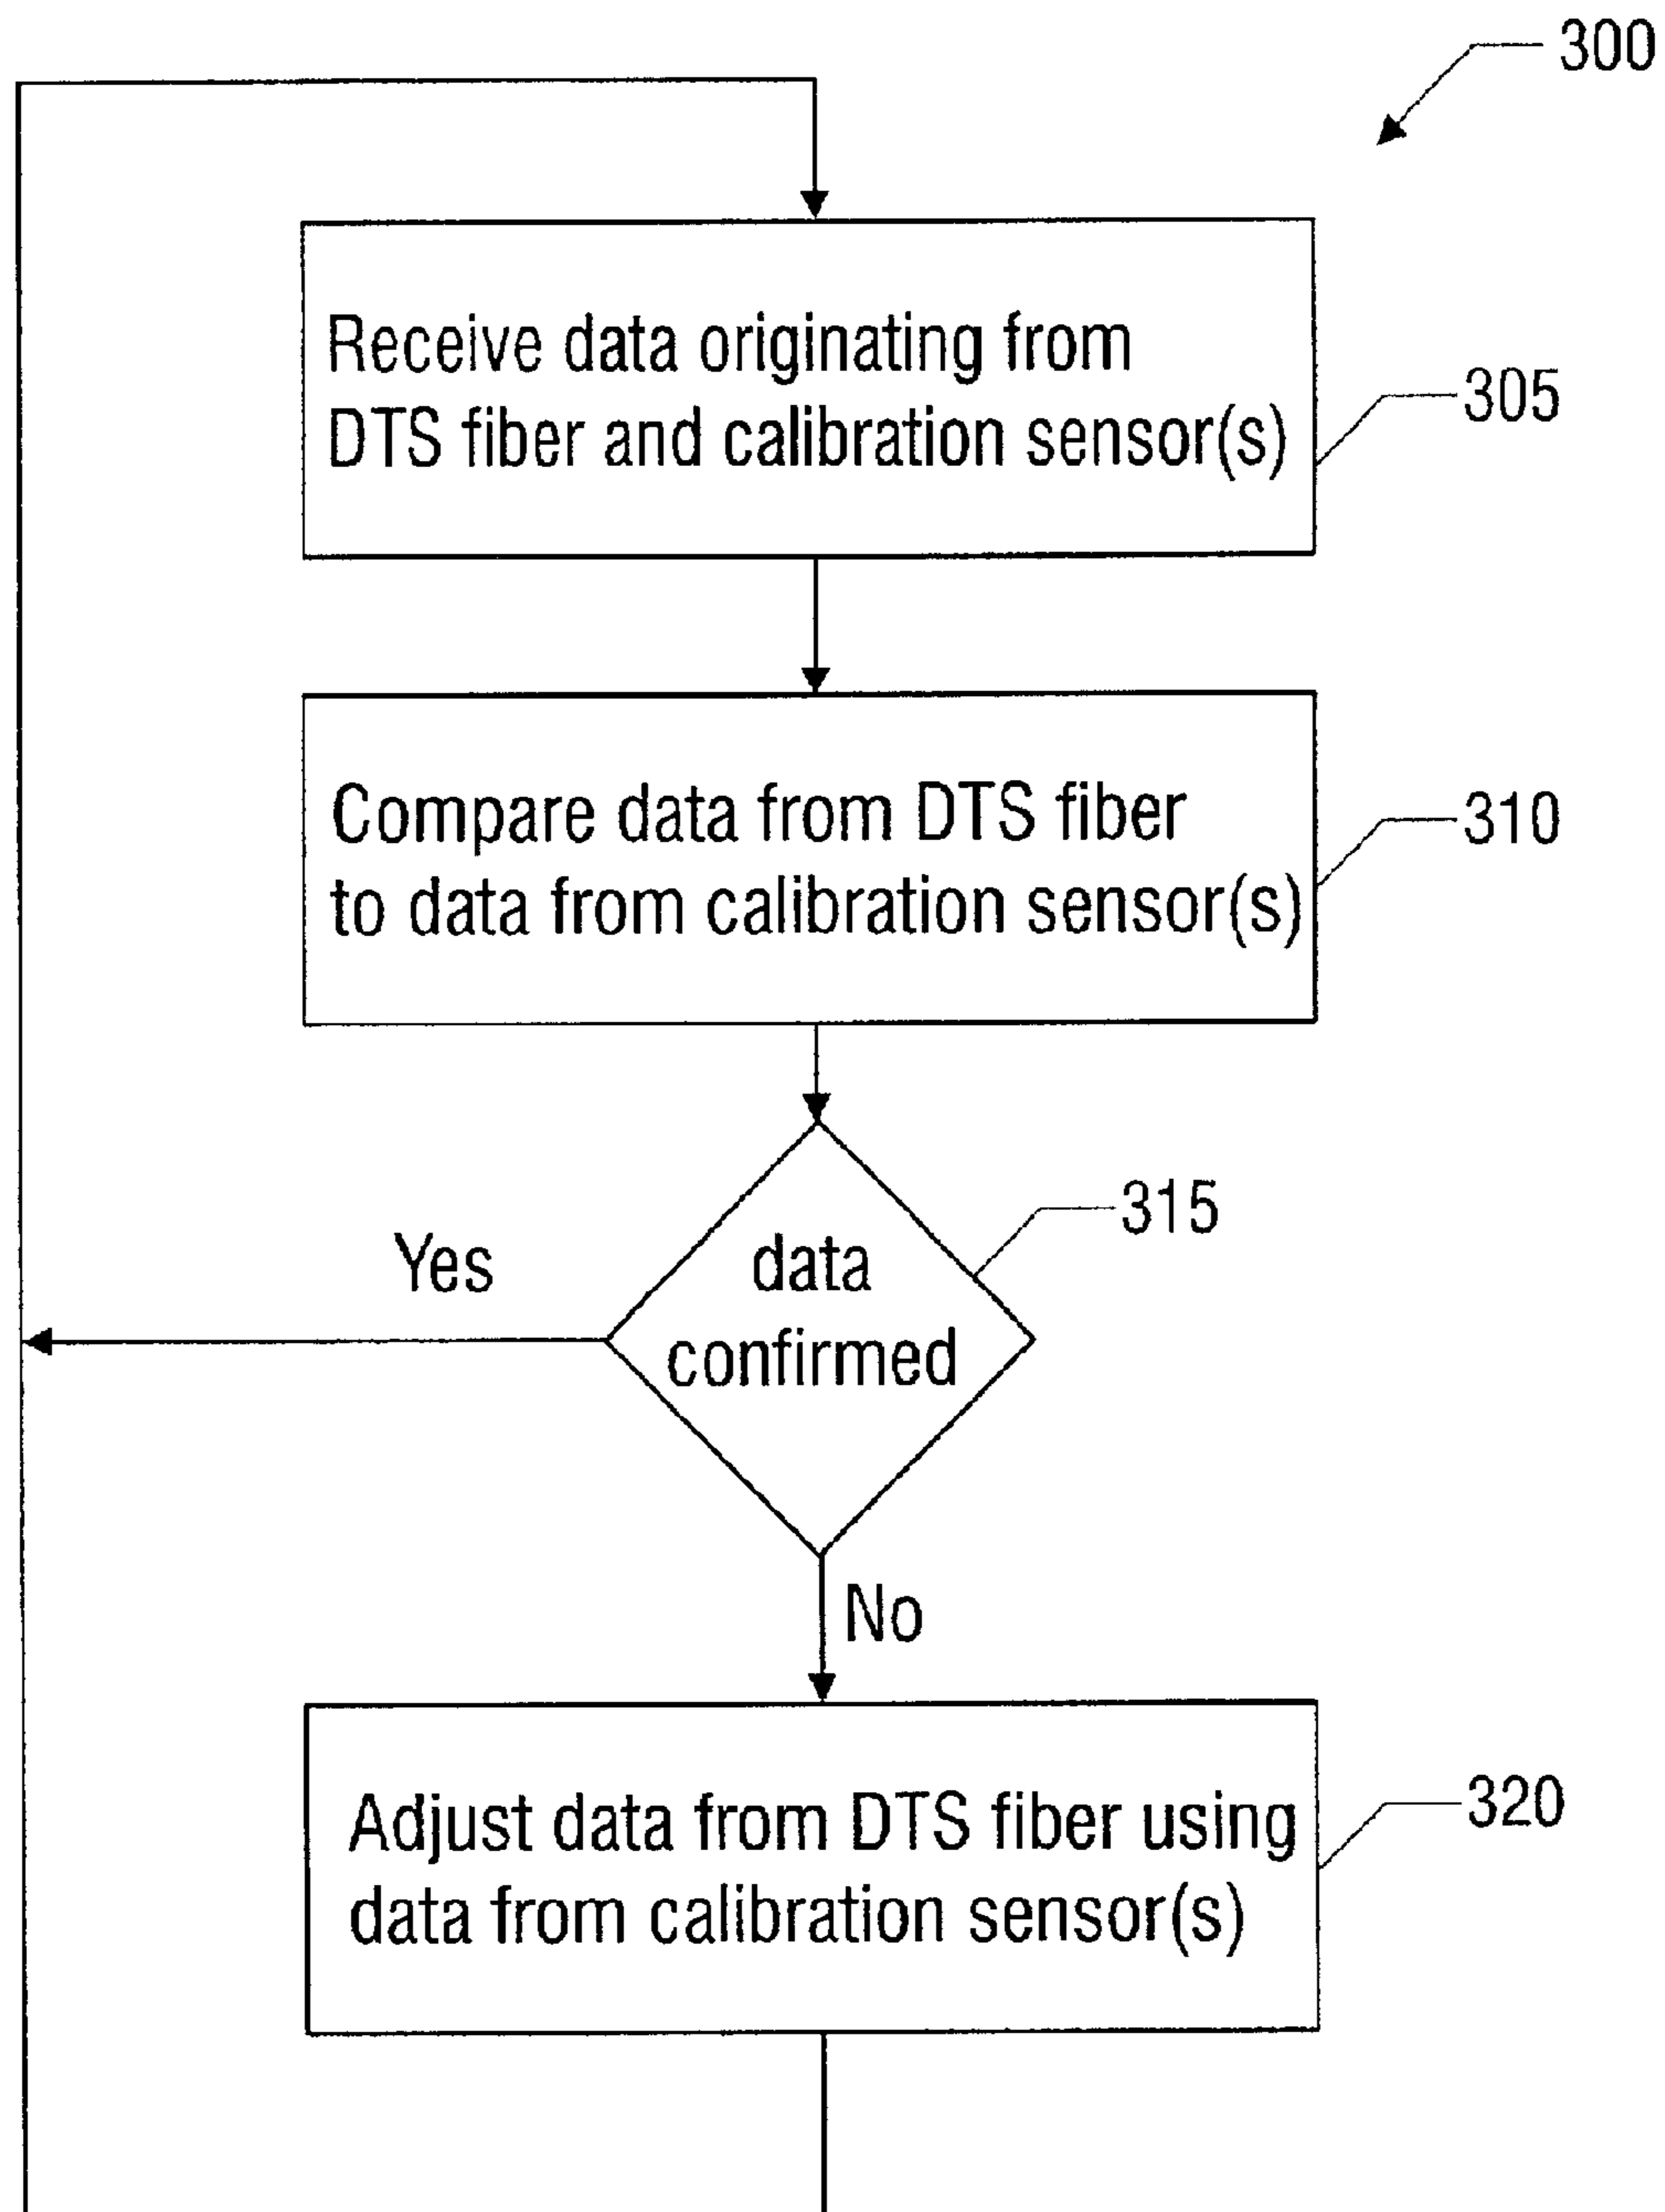 300
Receive data originating from
DTS fiber and calibration sensor(s)
305
Compare data from DTS fiber
to data from calibration sensor(s)
310
315
Yes
data
confirmed
No
Adjust data from DTS fiber using
data from calibration sensor(s)
320